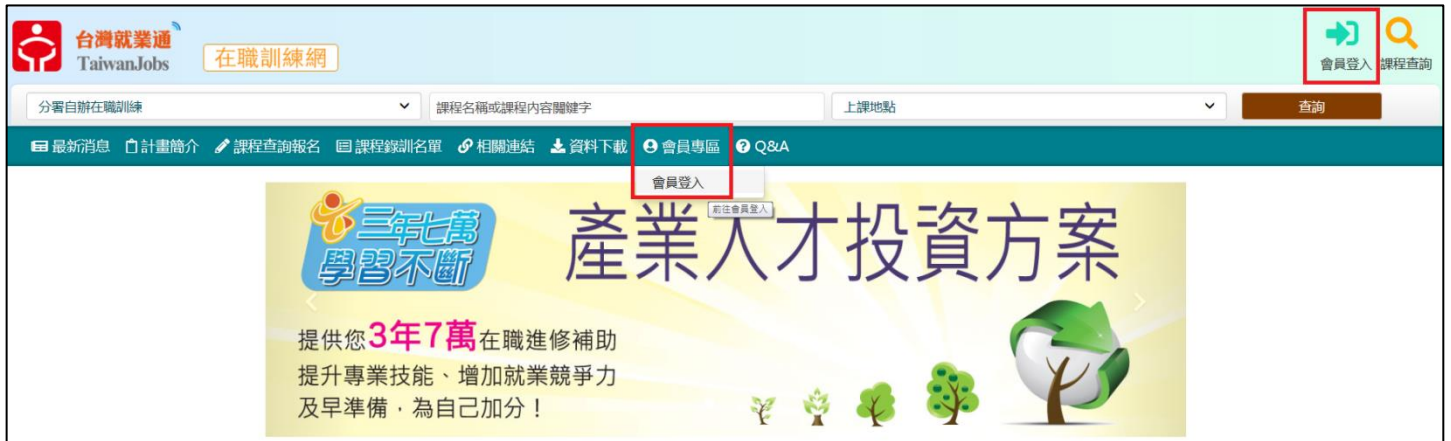 台灣就業通
TaiwanJobs
在職訓練網
會員登入 課程查詢
分署自辦在職訓練 課程名稱或課程內容關鍵字 上課地點 查詢
最新消息 計畫簡介 課程查詢報名 課程錄訓名單 相關連結 資料下載 會員專區 Q&A
會員登入
前往會員登入
三年七萬
學習不斷
產業人才投資方案
提供您3年7萬在職進修補助
提升專業技能、增加就業競爭力
及早準備，為自己加分！